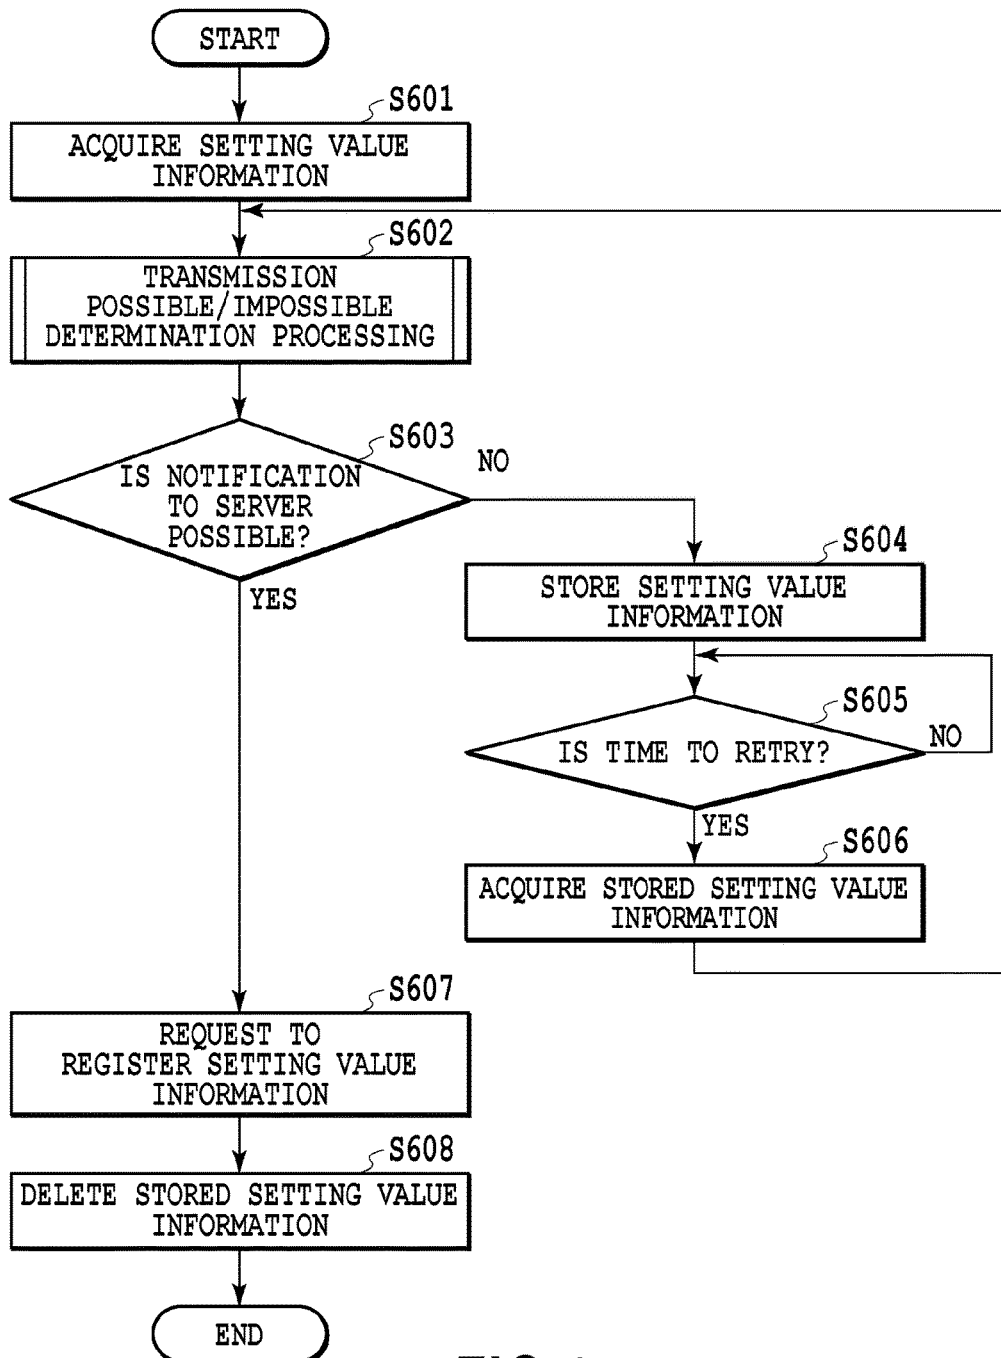 START
S601
ACQUIRE SETTING VALUE
INFORMATION
S602
TRANSMISSION
POSSIBLE/IMPOSSIBLE
DETERMINATION PROCESSING
S603
IS NOTIFICATION
TO SERVER
POSSIBLE?
NO
YES
S604
STORE SETTING VALUE
INFORMATION
S605
IS TIME TO RETRY?
NO
YES
S606
ACQUIRE STORED SETTING VALUE
INFORMATION
S607
REQUEST TO
REGISTER SETTING VALUE
INFORMATION
S608
DELETE STORED SETTING VALUE
INFORMATION
END